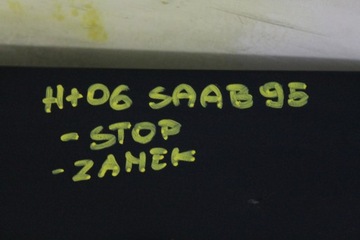 H+06 SAAB 95
- STOP
- ZAMEK